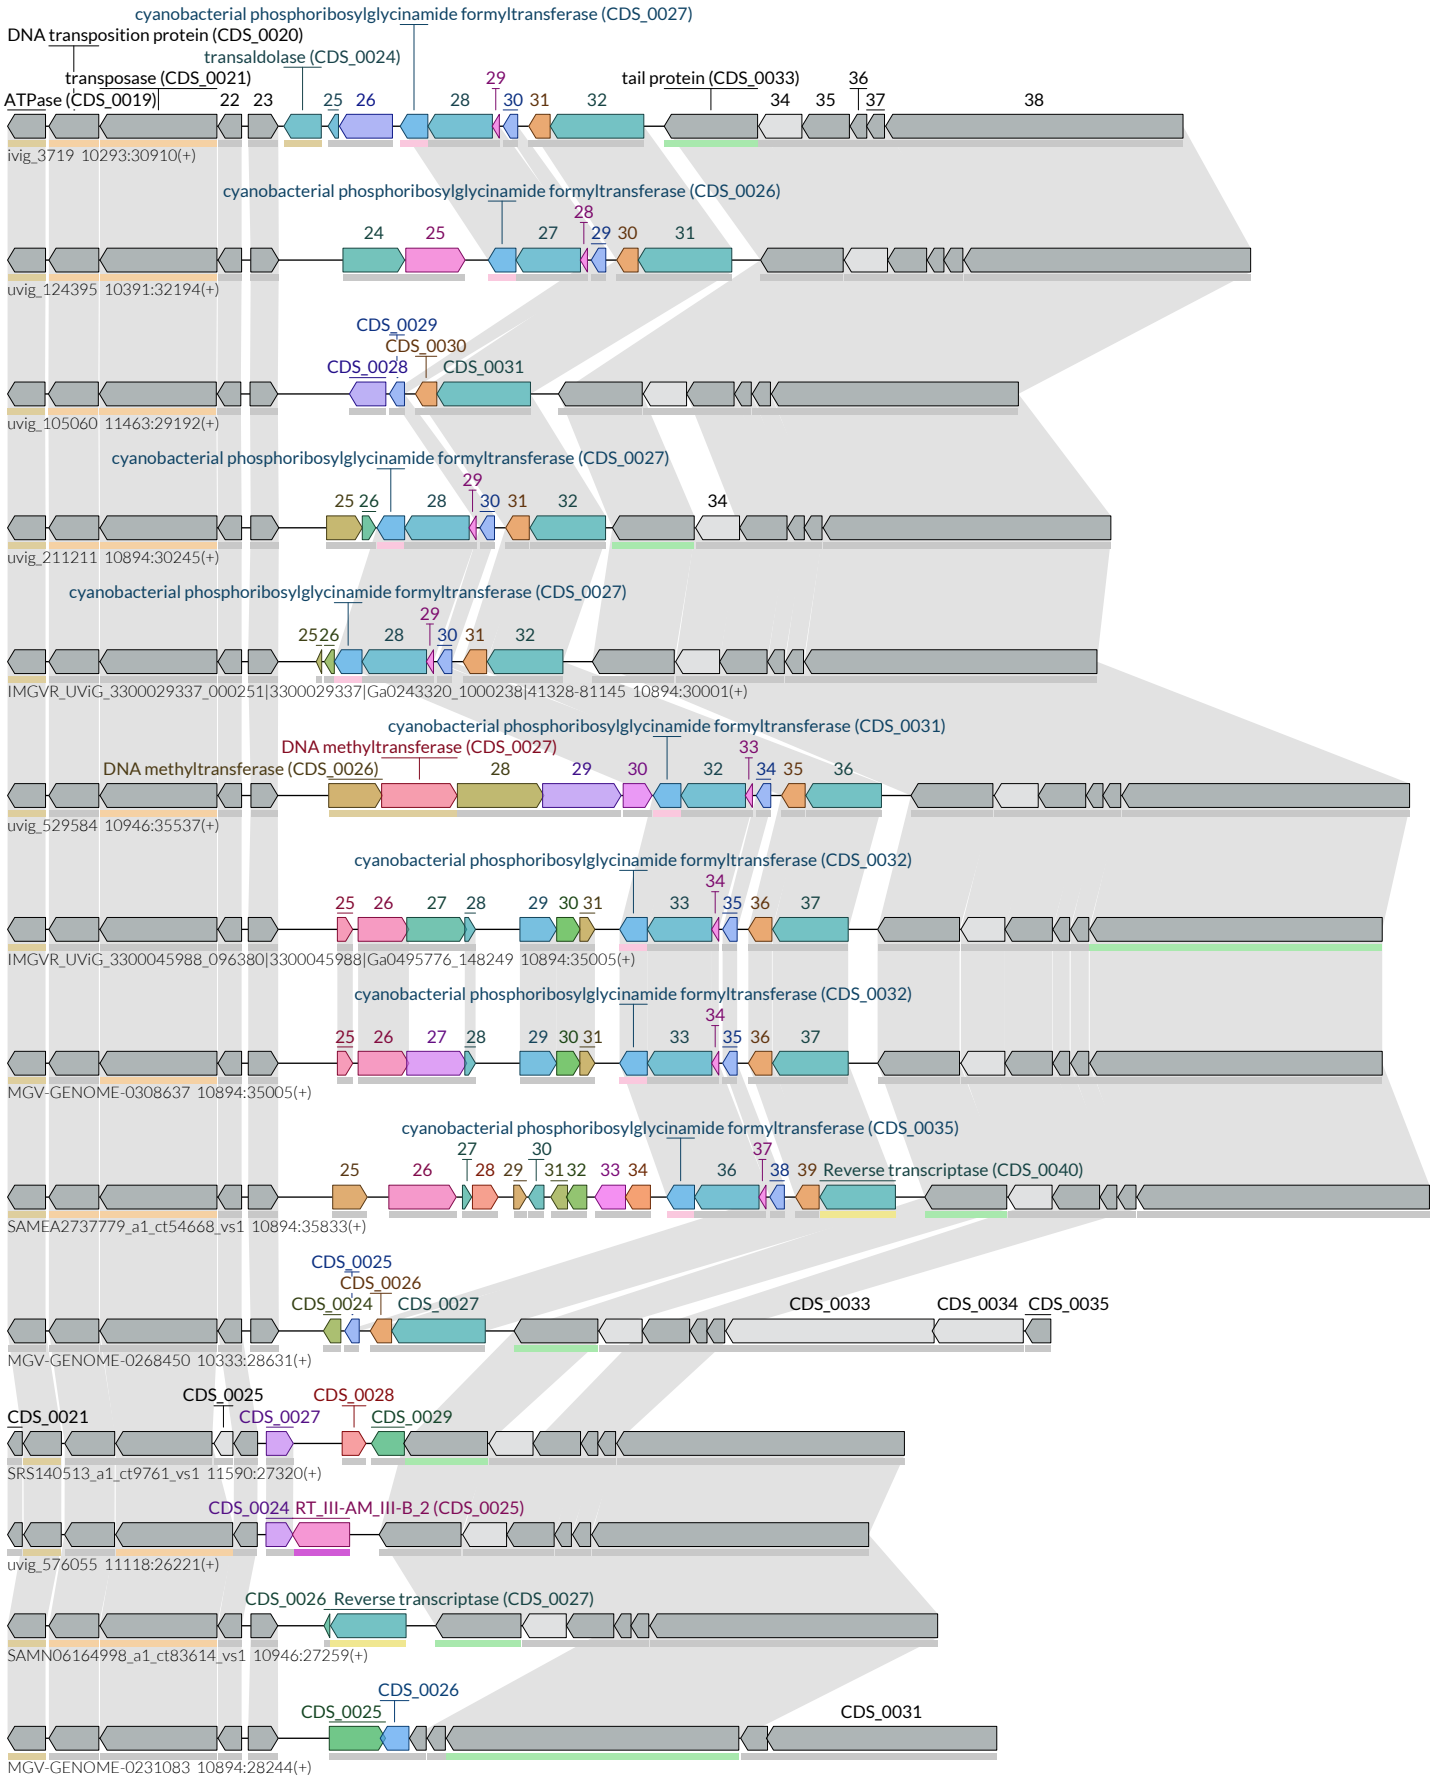 cyanobacterial phosphoribosylglycinamide formyltransferase (CDS_0027)
DNA transposition protein (CDS_0020)
transaldolase (CDS_0024)
transposase (CDS_0021) 29 tail protein (CDS_0033) 36
ATPase (CDS_0019) 22 23 25 26 28 30 31 32 34 35 37 38
ivig_3719 10293:30910(+)
cyanobacterial phosphoribosylglycinamide formyltransferase (CDS_0026)
28
24 25 27 29 30 31
uvig_124395 10391:32194(+)
CDS_0029
CDS_0030
CDS_0028 CDS_0031
uvig_105060 11463:29192(+)
cyanobacterial phosphoribosylglycinamide formyltransferase (CDS_0027)
29
25 26 28 30 31 32 34
uvig_211211 10894:30245(+)
cyanobacterial phosphoribosylglycinamide formyltransferase (CDS_0027)
29
25 26 28 30 31 32
IMGVR_UViG_3300029337_000251|3300029337|Ga0243320_1000238|41328-81145 10894:30001(+)
cyanobacterial phosphoribosylglycinamide formyltransferase (CDS_0031)
DNA methyltransferase (CDS_0027) 33
DNA methyltransferase (CDS_0026) 28 29 30 32 34 35 36
uvig_529584 10946:35537(+)
cyanobacterial phosphoribosylglycinamide formyltransferase (CDS_0032)
34
25 26 27 28 29 30 31 33 35 36 37
IMGVR_UViG_3300045988_096380|3300045988|Ga0495776_148249 10894:35005(+)
cyanobacterial phosphoribosylglycinamide formyltransferase (CDS_0032)
34
25 26 27 28 29 30 31 33 35 36 37
MGV-GENOME-0308637 10894:35005(+)
cyanobacterial phosphoribosylglycinamide formyltransferase (CDS_0035)
27 30 37
25 26 28 29 31 32 33 34 36 38 39 Reverse transcriptase (CDS_0040)
SAMEA2737779_a1_ct54668_vs1 10894:35833(+)
CDS_0025
CDS_0026
CDS_0024 CDS_0027 CDS_0033 CDS_0034 CDS_0035
MGV-GENOME-0268450 10333:28631(+)
CDS_0025 CDS_0028
CDS_0021 CDS_0027 CDS_0029
SRS140513_a1_ct9761_vs1 11590:27320(+)
CDS_0024 RT_III-AM_III-B_2 (CDS_0025)
uvig_576055 11118:26221(+)
CDS_0026 Reverse transcriptase (CDS_0027)
SAMN06164998_a1_ct83614_vs1 10946:27259(+)
CDS_0026
CDS_0025 CDS_0031
MGV-GENOME-0231083 10894:28244(+)